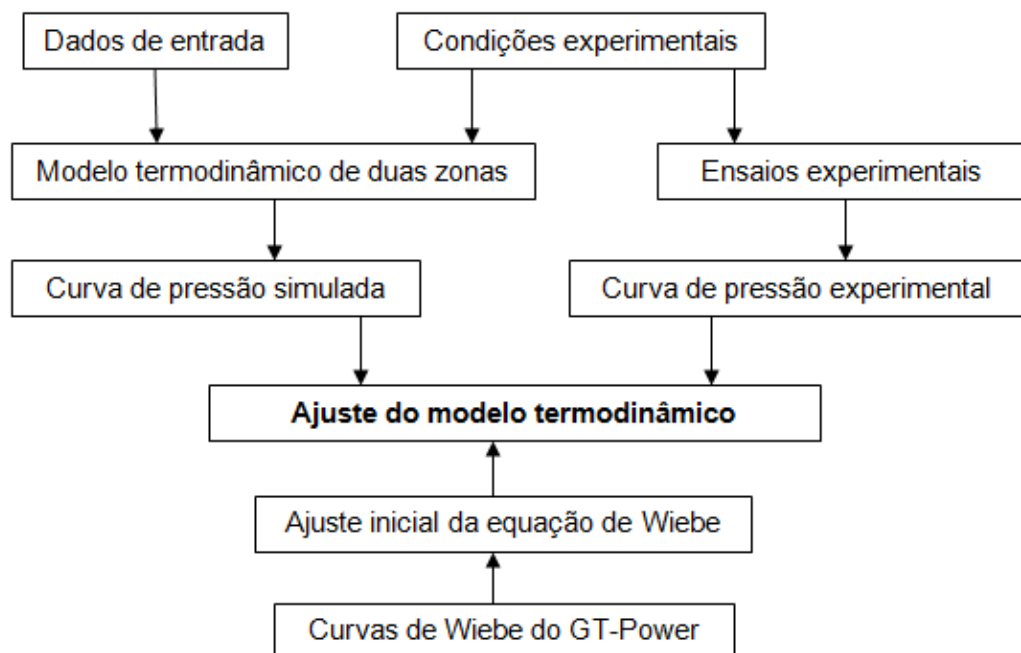 Dados de entrada
Condições experimentais
Modelo termodinâmico de duas zonas
Ensaios experimentais
Curva de pressão simulada
Curva de pressão experimental
Ajuste do modelo termodinâmico
Ajuste inicial da equação de Wiebe
Curvas de Wiebe do GT-Power